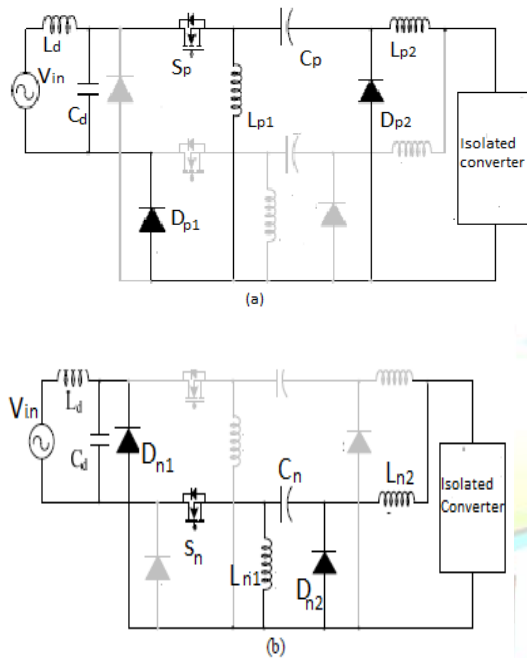 Ld
Sp
Cp
Lp2
Vin
Cd
Lp1
Dp2
Isolated
converter
Dp1
(a)
Vin
Ld
Cd
Dn1
Cn
Ln2
Isolated
Converter
sn
Ln1
Dn2
(b)